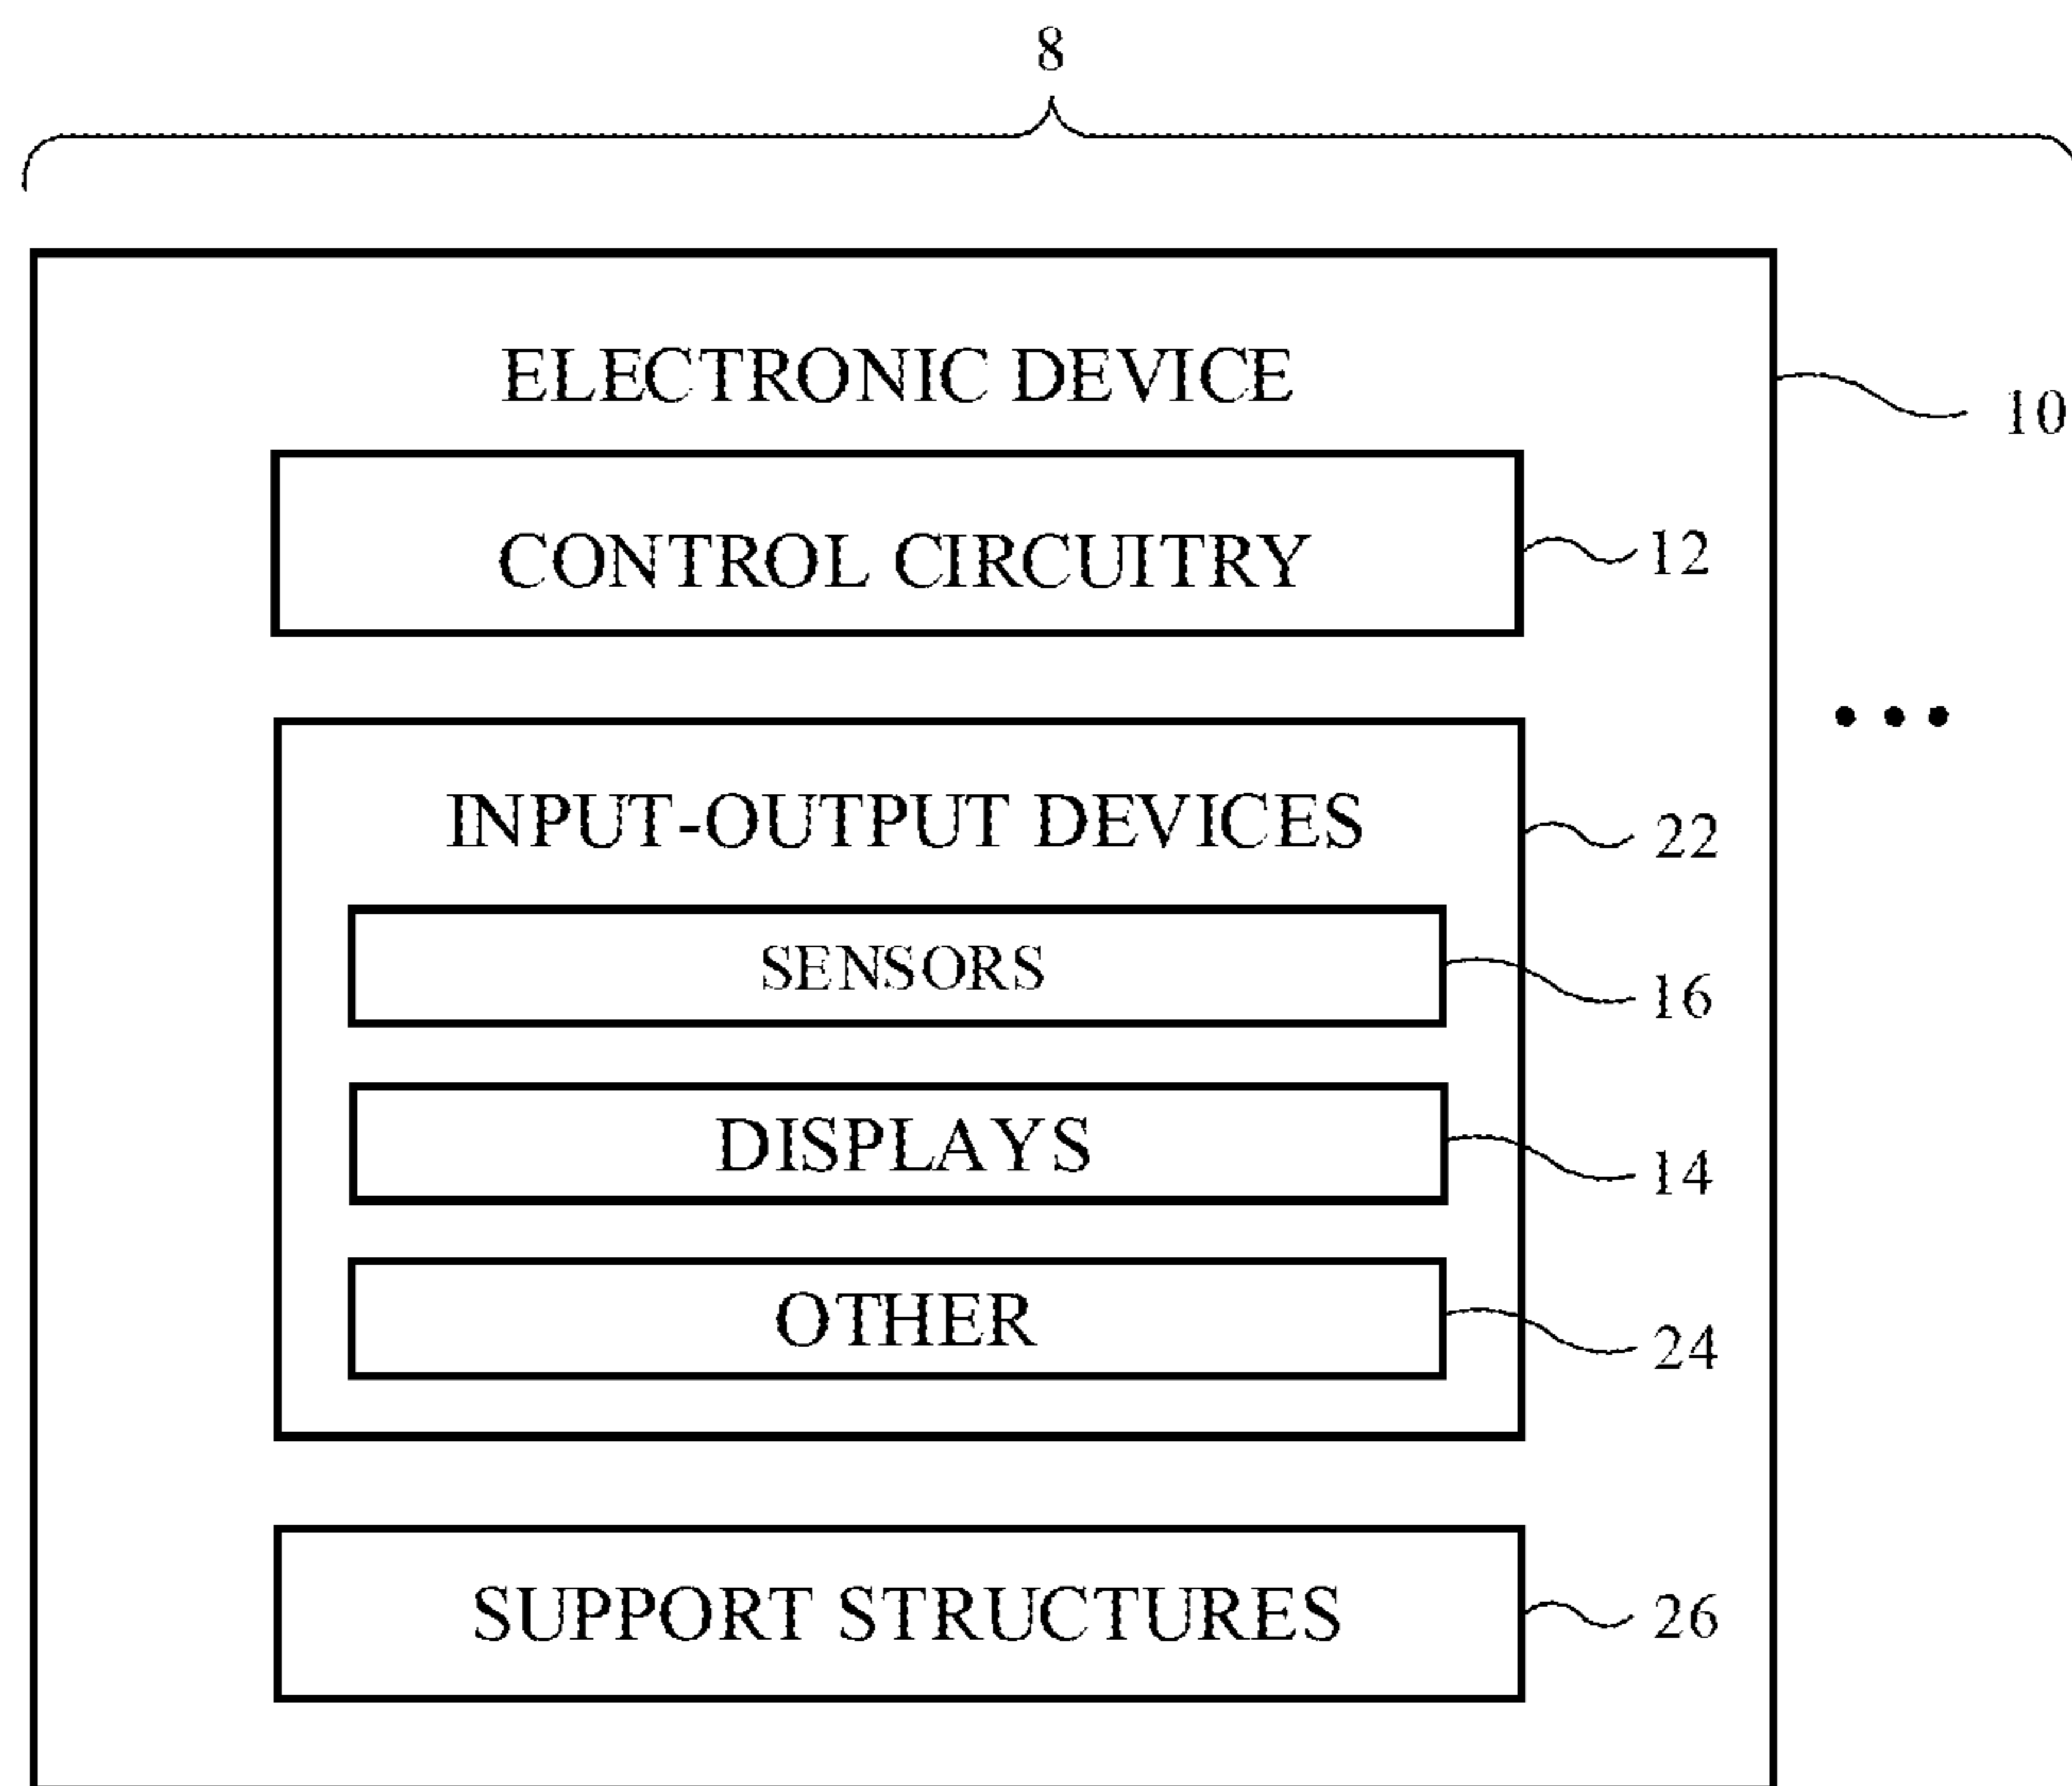 8
ELECTRONIC DEVICE
10
CONTROL CIRCUITRY
12
INPUT-OUTPUT DEVICES
22
SENSORS
16
DISPLAYS
14
OTHER
24
SUPPORT STRUCTURES
26